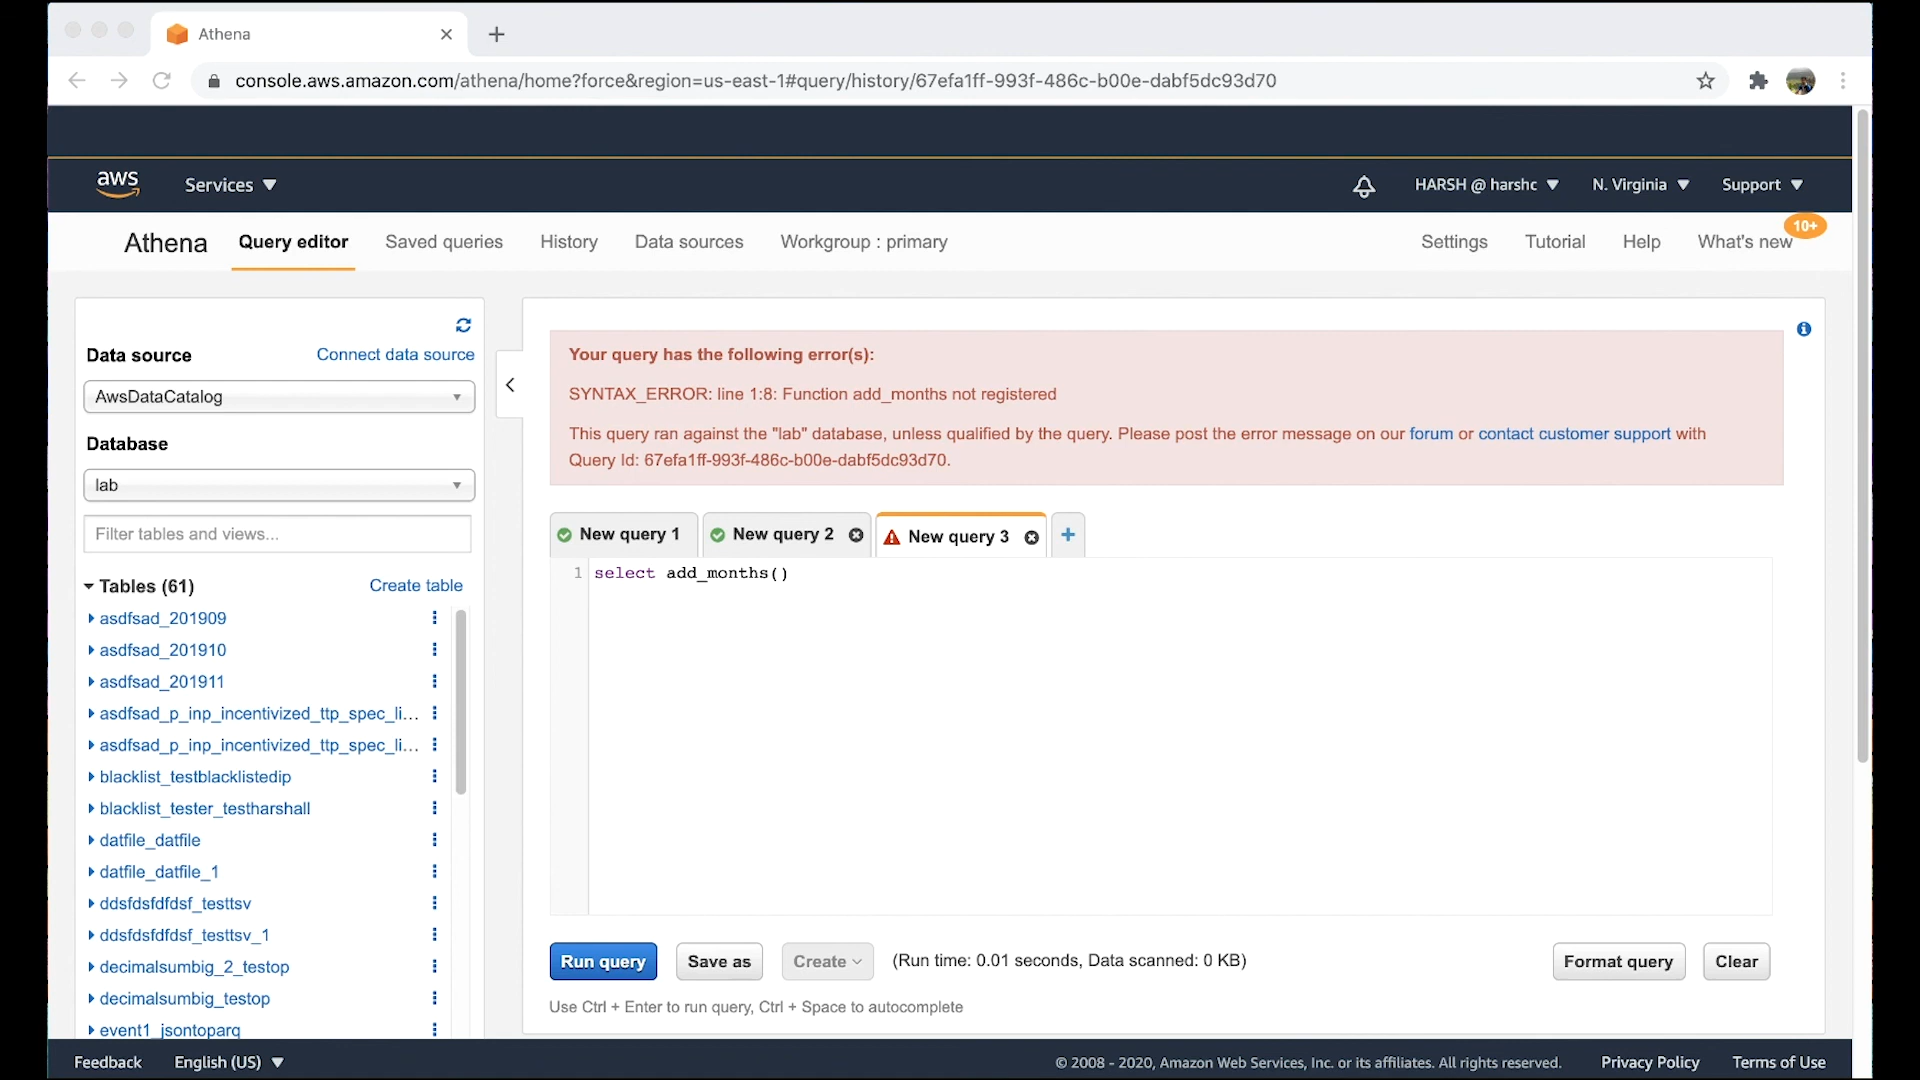 Athena
console.aws.amazon.com/athena/home?force&region=us-east-1#query/history/67efa1ff-993f-486c-b00e-dabf5dc93d70
aws
Services
HARSH @ harshc
N. Virginia
Support
Athena
Query editor
Saved queries
History
Data sources
Workgroup : primary
Settings
Tutorial
Help
What's new
10+
Data source
Connect data source
AwsDataCatalog
Database
lab
Filter tables and views...
Tables (61)
Create table
asdfsad_201909
asdfsad_201910
asdfsad_201911
asdfsad_p_inp_incentivized_ttp_spec_li...
asdfsad_p_inp_incentivized_ttp_spec_li...
blacklist_testblacklistedip
blacklist_tester_testharshall
datfile_datfile
datfile_datfile_1
ddsfdsfdfdsf_testtsv
ddsfdsfdfdsf_testtsv_1
decimalsumbig_2_testop
decimalsumbig_testop
event1_jsontoparq
Your query has the following error(s):
SYNTAX_ERROR: line 1:8: Function add_months not registered
This query ran against the "lab" database, unless qualified by the query. Please post the error message on our forum or contact customer support with
Query Id: 67efa1ff-993f-486c-b00e-dabf5dc93d70.
New query 1
New query 2
New query 3
1 select add_months()
Run query
Save as
Create
(Run time: 0.01 seconds, Data scanned: 0 KB)
Format query
Clear
Use Ctrl + Enter to run query, Ctrl + Space to autocomplete
Feedback
English (US)
© 2008 - 2020, Amazon Web Services, Inc. or its affiliates. All rights reserved.
Privacy Policy
Terms of Use